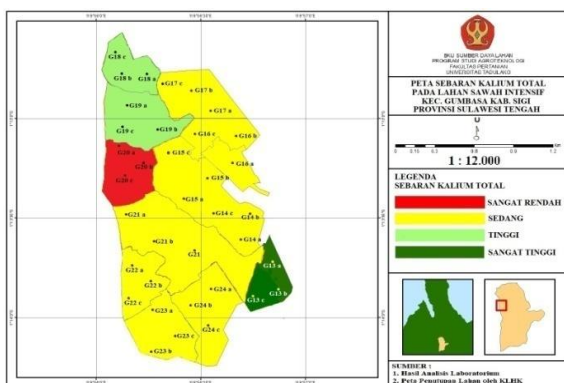 G18 c
G18 b
G18 a
G17 c
G17 b
G19 a
G17 a
G19 c
G19 b
G16 c
G16 b
G20 a
G20 b
G15 c
G16 a
G20 c
G15 b
G15 a
G21 a
G14 c
G14 b
G21 b
G14 a
G21
G22 a
G13 a
G22 b
G24 a
G13 b
G22 c
G13 c
G23 a
G24 b
G24 c
G23 c
G23 b
BKU SUMBER DAYA LAHAN
PROGRAM STUDI AGROTEKNOLOGI
FAKULTAS PERTANIAN
UNIVERSITAS TADULAKO
PETA SEBARAN KALIUM TOTAL
PADA LAHAN SAWAH INTENSIF
KEC. GUMBASA KAB. SIGI
PROVINSI SULAWESI TENGAH
U
1 : 12.000
LEGENDA
SEBARAN KALIUM TOTAL
SANGAT RENDAH
SEDANG
TINGGI
SANGAT TINGGI
SUMBER :
1. Hasil Analisis Laboratorium
2. Peta Penutupan Lahan oleh KLHK